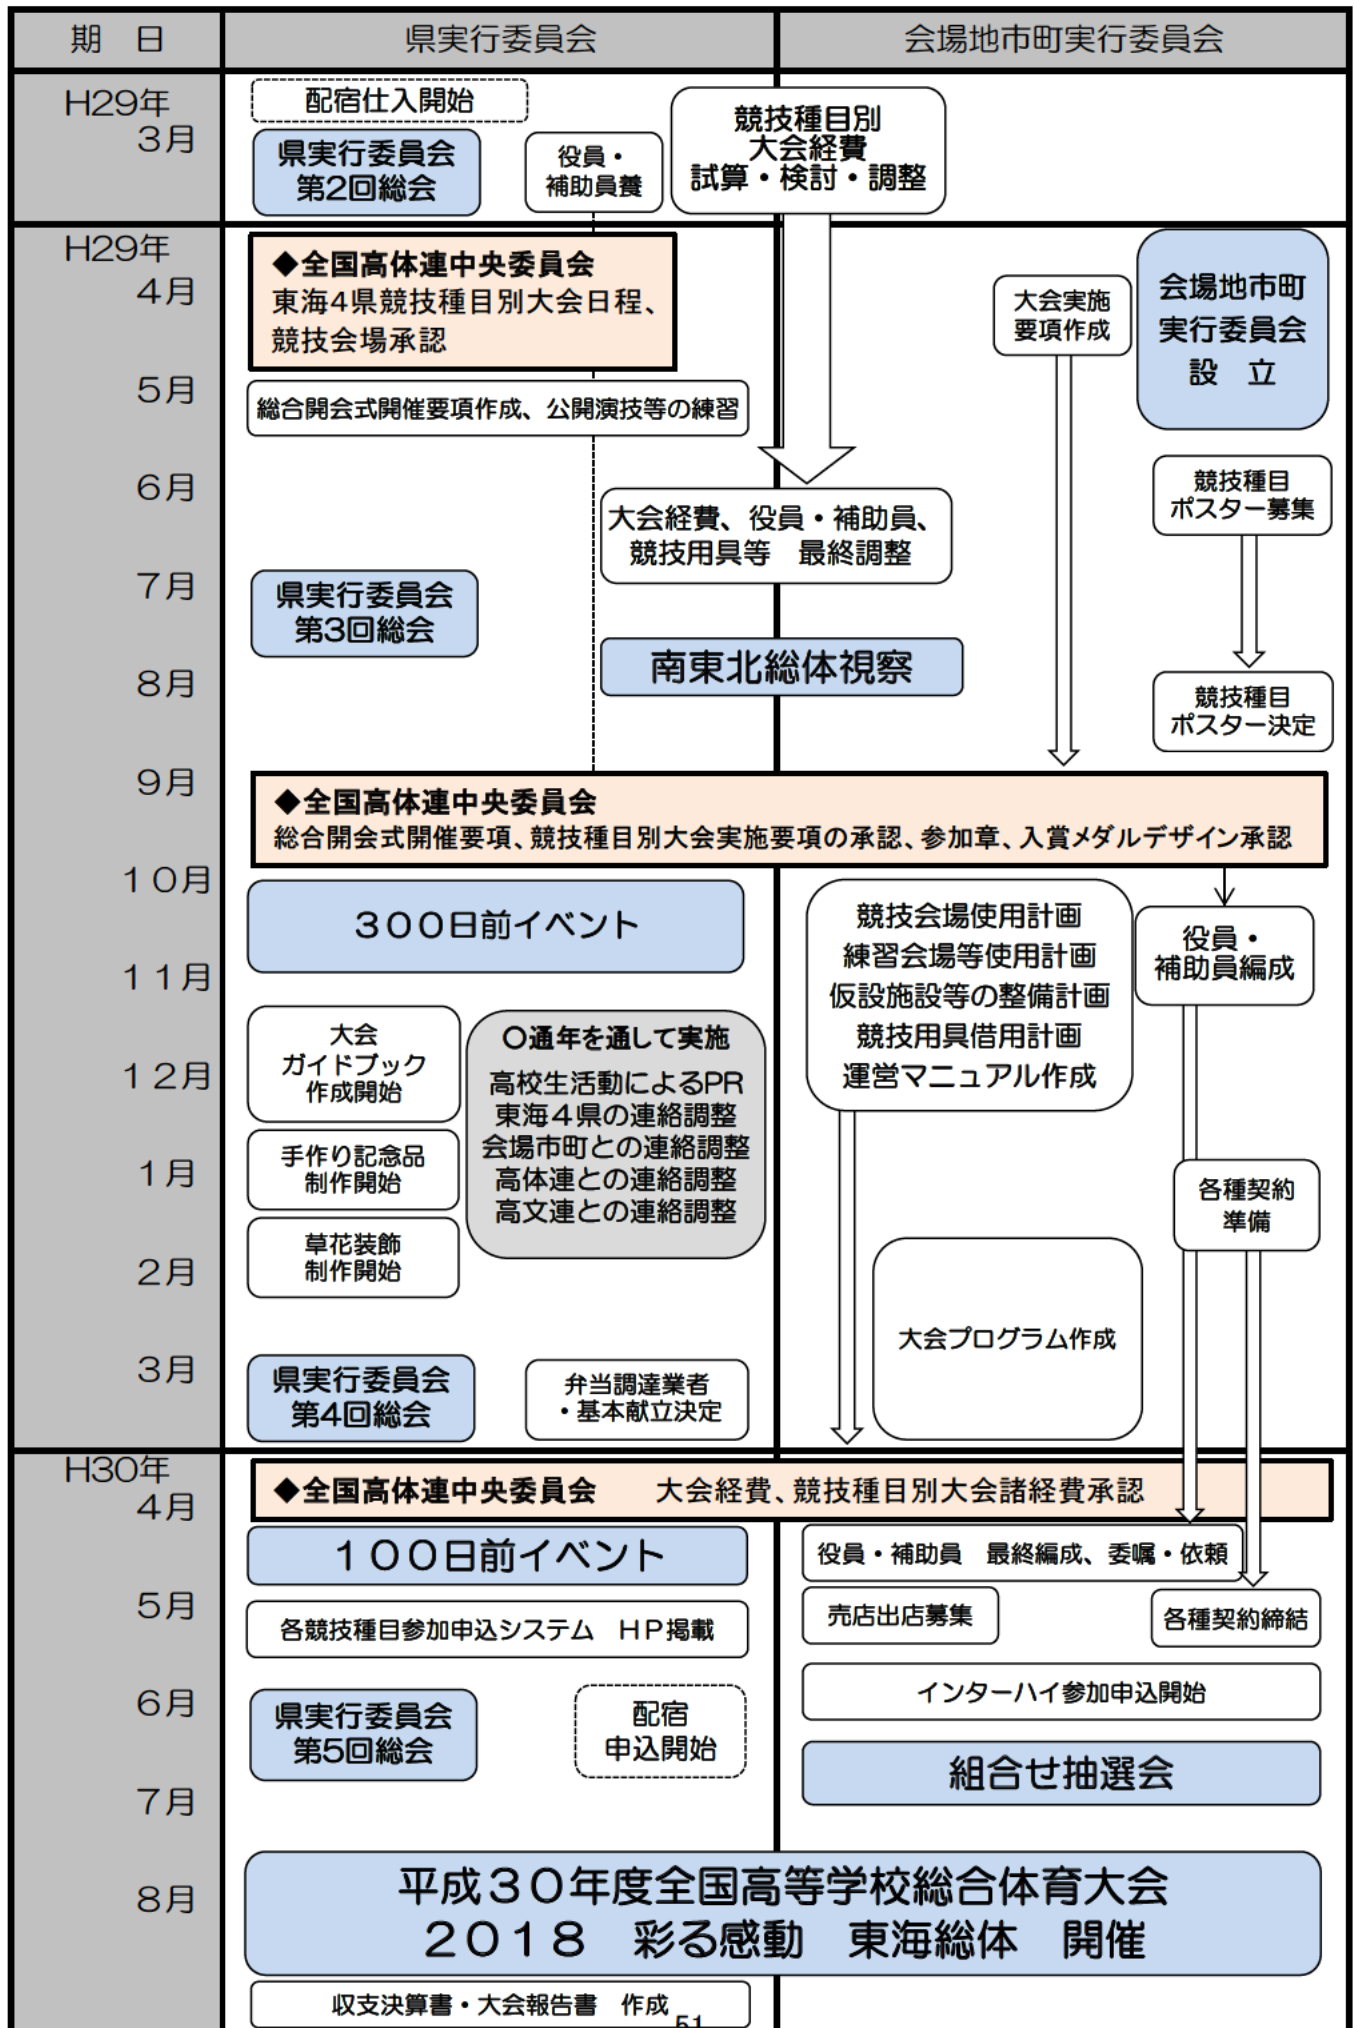 期　日
県実行委員会
会場地市町実行委員会
H29年
3月
配宿仕入開始
県実行委員会
第2回総会
役員・
補助員養
競技種目別
大会経費
試算・検討・調整
H29年
4月
◆全国高体連中央委員会
東海4県競技種目別大会日程、
競技会場承認
大会実施
要項作成
会場地市町
実行委員会
設　立
5月
総合開会式開催要項作成、公開演技等の練習
6月
大会経費、役員・補助員、
競技用具等　最終調整
競技種目
ポスター募集
7月
県実行委員会
第3回総会
南東北総体視察
8月
競技種目
ポスター決定
9月
◆全国高体連中央委員会
総合開会式開催要項、競技種目別大会実施要項の承認、参加章、入賞メダルデザイン承認
１０月
３００日前イベント
競技会場使用計画
練習会場等使用計画
仮設施設等の整備計画
競技用具借用計画
運営マニュアル作成
役員・
補助員編成
１１月
大会
ガイドブック
作成開始
〇通年を通して実施
高校生活動によるPR
東海４県の連絡調整
会場市町との連絡調整
高体連との連絡調整
高文連との連絡調整
１２月
1月
手作り記念品
制作開始
各種契約
準備
2月
草花装飾
制作開始
大会プログラム作成
3月
県実行委員会
第4回総会
弁当調達業者
・基本献立決定
H30年
4月
◆全国高体連中央委員会　　大会経費、競技種目別大会諸経費承認
１００日前イベント
役員・補助員　最終編成、委嘱・依頼
5月
各競技種目参加申込システム　ＨＰ掲載
売店出店募集
各種契約締結
6月
県実行委員会
第5回総会
配宿
申込開始
インターハイ参加申込開始
組合せ抽選会
7月
8月
平成３０年度全国高等学校総合体育大会
２０１８　彩る感動　東海総体　開催
収支決算書・大会報告書　作成
51